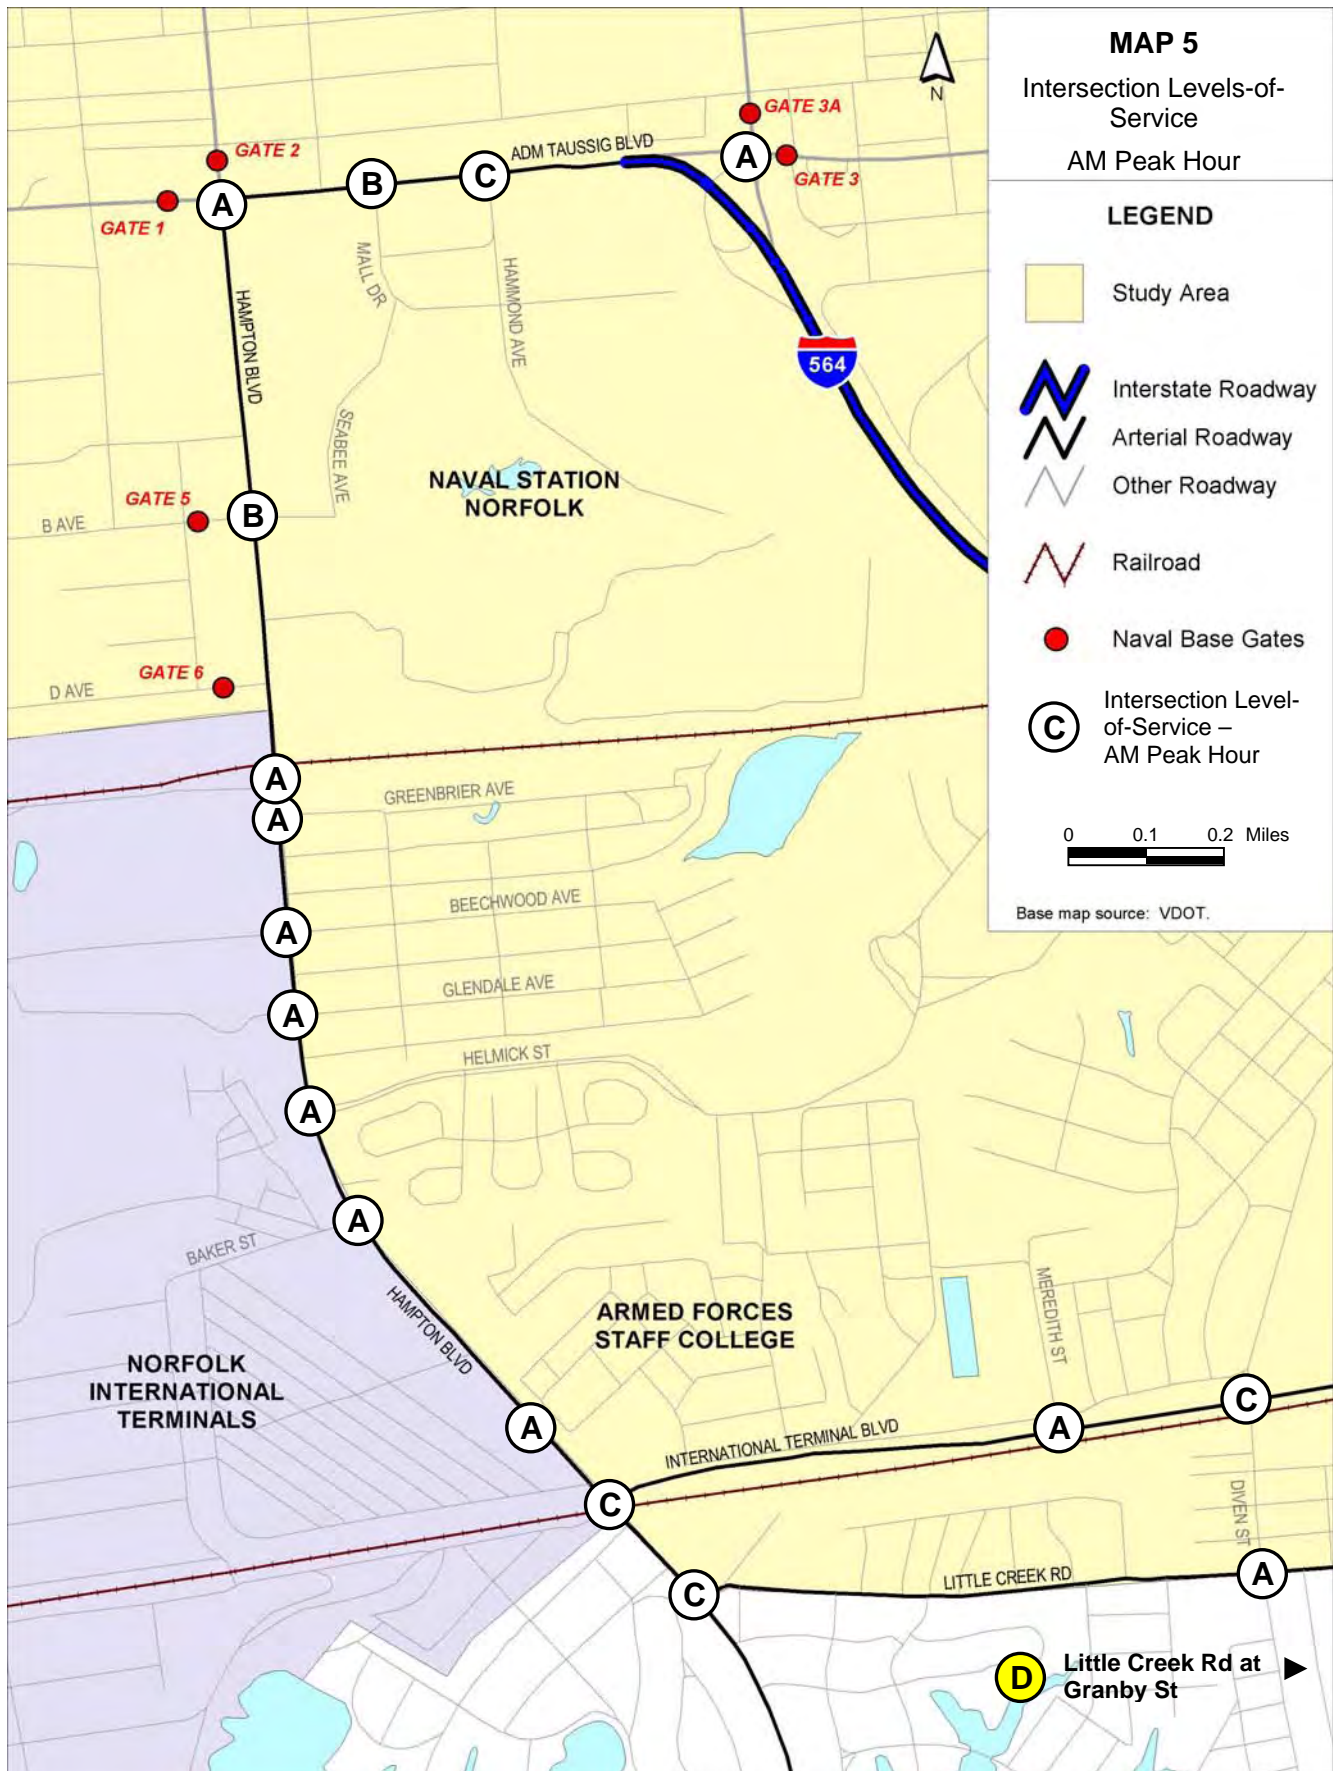 MAP 5
Intersection Levels-of-
Service
AM Peak Hour
LEGEND
Study Area
Interstate Roadway
Arterial Roadway
Other Roadway
Railroad
Naval Base Gates
C
Intersection Level-
of-Service –
AM Peak Hour
0 0.1 0.2 Miles
Base map source: VDOT.
N
GATE 3A
GATE 2
ADM TAUSSIG BLVD
A
GATE 3
B
C
A
GATE 1
MALL DR
HAMMOND AVE
HAMPTON BLVD
564
SEABEE AVE
NAVAL STATION
NORFOLK
GATE 5
B AVE
B
GATE 6
D AVE
A
A
GREENBRIER AVE
BEECHWOOD AVE
A
GLENDALE AVE
A
HELMICK ST
A
A
BAKER ST
HAMPTON BLVD
ARMED FORCES
STAFF COLLEGE
MEREDITH ST
NORFOLK
INTERNATIONAL
TERMINALS
A
INTERNATIONAL TERMINAL BLVD
A
C
C
DIVEN ST
LITTLE CREEK RD
A
C
D
Little Creek Rd at
Granby St